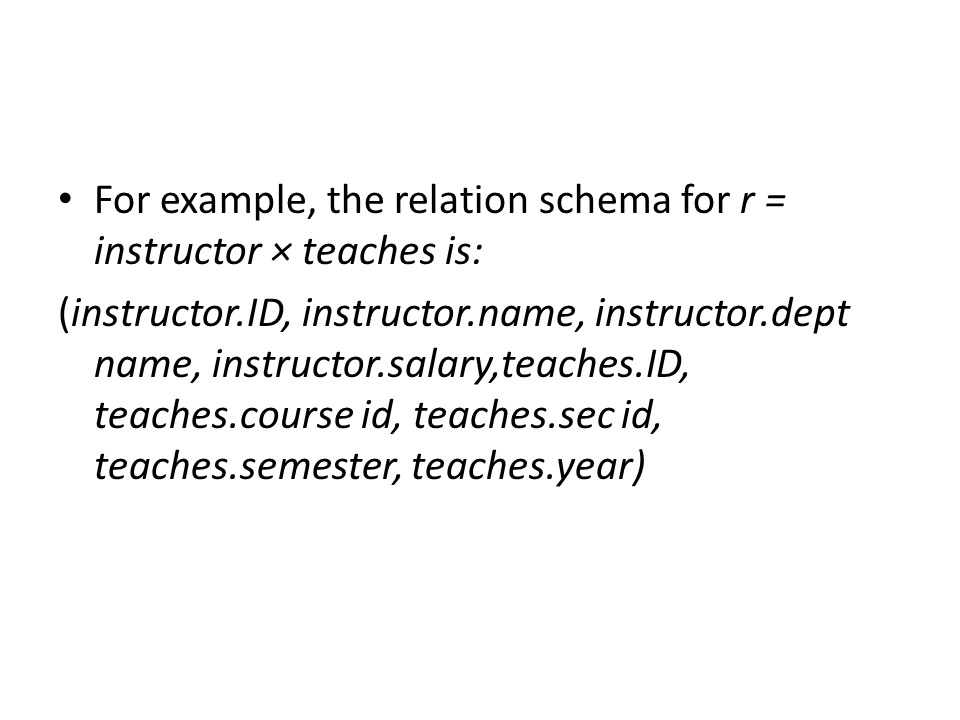 • For example, the relation schema for r =
instructor × teaches is:
(instructor.ID, instructor.name, instructor.dept
name, instructor.salary,teaches.ID,
teaches.course id, teaches.sec id,
teaches.semester, teaches.year)